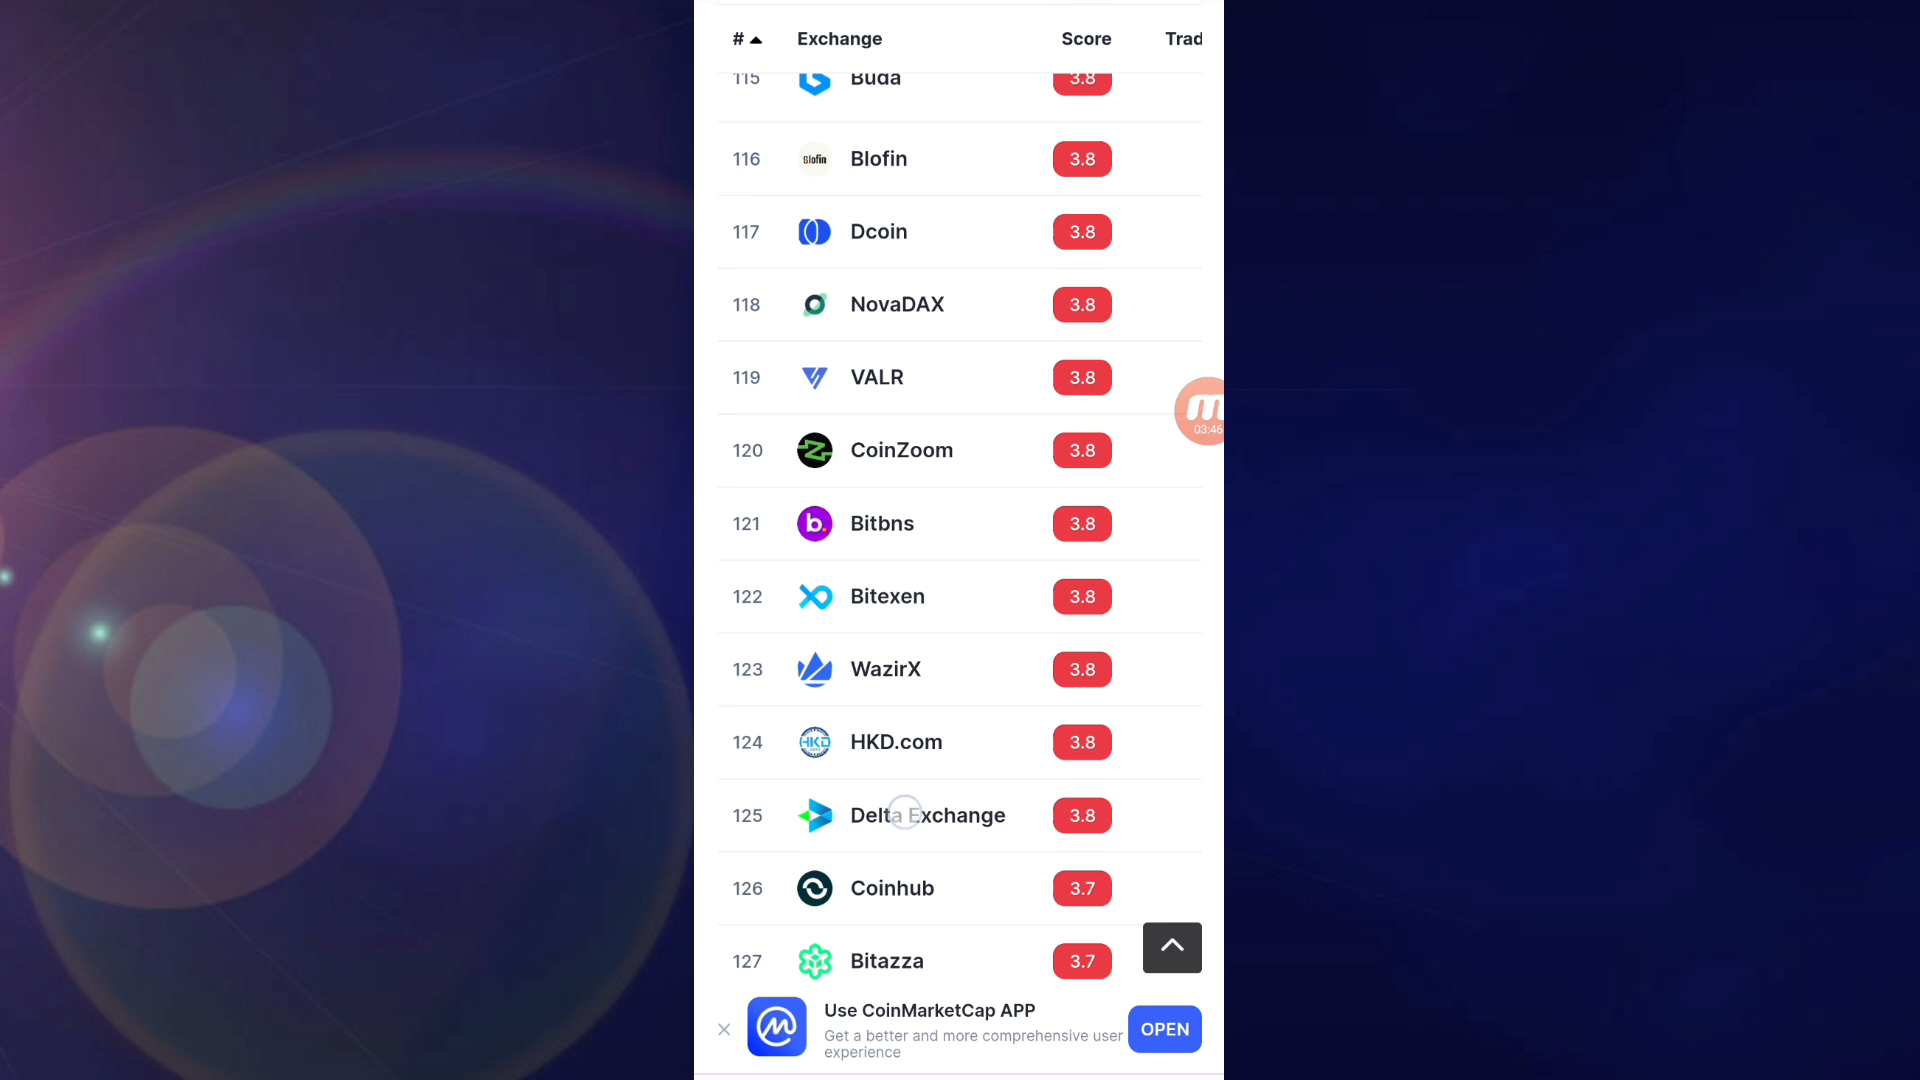 # Exchange Score Trad
115 Buda 3.8
116 Blofin Blofin 3.8
117 Dcoin 3.8
118 NovaDAX 3.8
119 VALR 3.8
03:46
120 CoinZoom 3.8
121 b. Bitbns 3.8
122 Bitexen 3.8
123 WazirX 3.8
124 HKD HKD.com 3.8
125 Delta Exchange 3.8
126 Coinhub 3.7
127 Bitazza 3.7
Use CoinMarketCap APP
Get a better and more comprehensive user
experience
OPEN